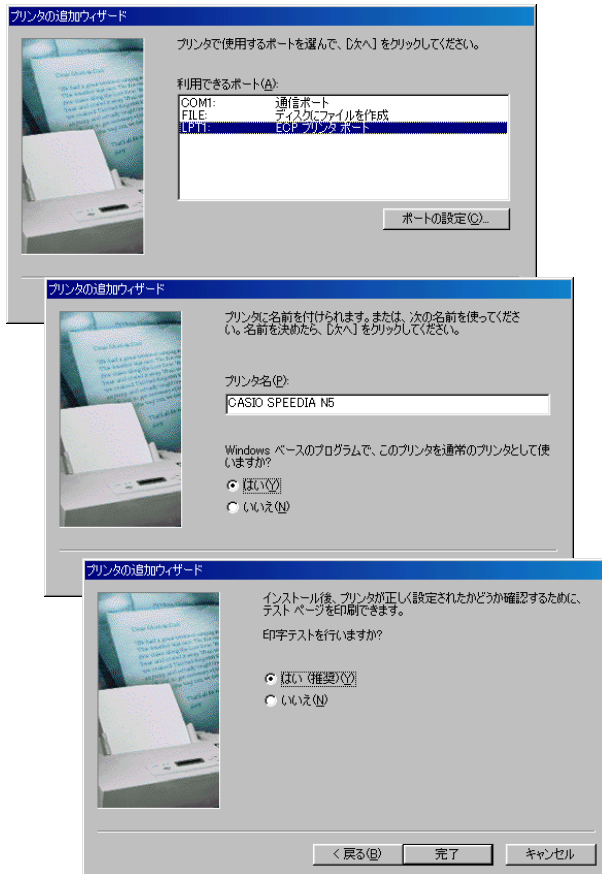 プリンタの追加ウィザード
プリンタで使用するポートを選んで、[次へ] をクリックしてください。
利用できるポート(A):
COM1: 通信ポート
FILE: ディスクにファイルを作成
LPT1: ECP プリンタ ポート
ポートの設定(C)...
プリンタの追加ウィザード
プリンタに名前を付けられます。または、次の名前を使ってくださ
い。名前を決めたら、[次へ] をクリックしてください。
プリンタ名(P):
CASIO SPEEDIA N5
Windows ベースのプログラムで、このプリンタを通常のプリンタとして使
いますか?
はい(Y)
いいえ(N)
プリンタの追加ウィザード
インストール後、プリンタが正しく設定されたかどうか確認するために、
テスト ページを印刷できます。
印字テストを行いますか?
はい (推奨)(Y)
いいえ(N)
< 戻る(B) 完了 キャンセル